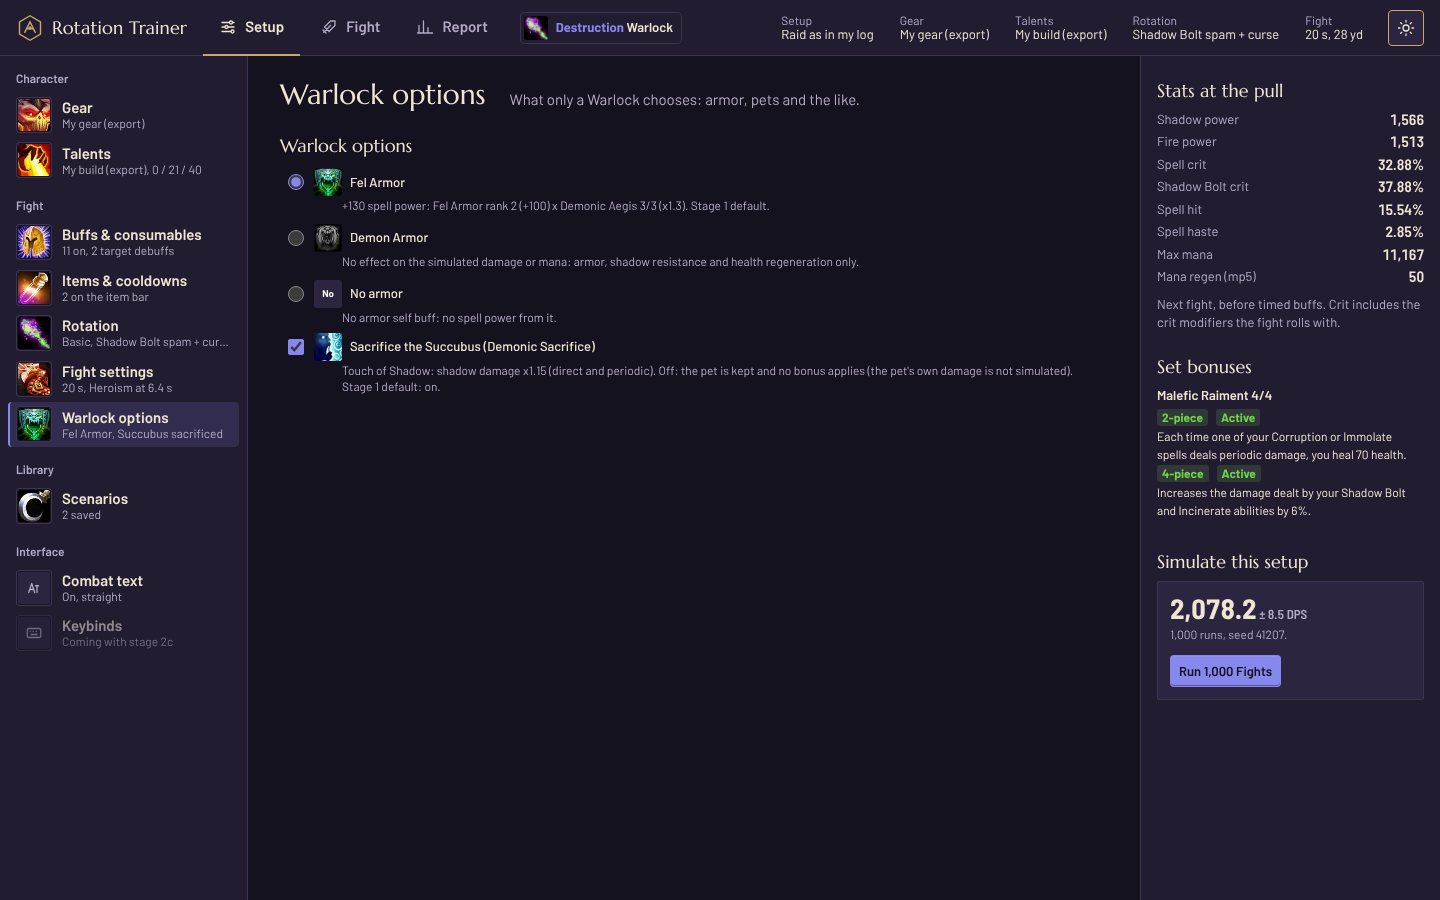 Rotation Trainer
Setup
Fight
Report
Destruction Warlock
Setup
Raid as in my log
Gear
My gear (export)
Talents
My build (export)
Rotation
Shadow Bolt spam + curse
Fight
20 s, 28 yd
Character
Gear
My gear (export)
Talents
My build (export), 0 / 21 / 40
Fight
Buffs & consumables
11 on, 2 target debuffs
Items & cooldowns
2 on the item bar
Rotation
Basic, Shadow Bolt spam + cur...
Fight settings
20 s, Heroism at 6.4 s
Warlock options
Fel Armor, Succubus sacrificed
Library
Scenarios
2 saved
Interface
Combat text
On, straight
Keybinds
Coming with stage 2c
Warlock options
What only a Warlock chooses: armor, pets and the like.
Warlock options
Fel Armor
+130 spell power: Fel Armor rank 2 (+100) x Demonic Aegis 3/3 (x1.3). Stage 1 default.
Demon Armor
No effect on the simulated damage or mana: armor, shadow resistance and health regeneration only.
No
No armor
No armor self buff: no spell power from it.
Sacrifice the Succubus (Demonic Sacrifice)
Touch of Shadow: shadow damage x1.15 (direct and periodic). Off: the pet is kept and no bonus applies (the pet's own damage is not simulated).
Stage 1 default: on.
Stats at the pull
Shadow power 1,566
Fire power 1,513
Spell crit 32.88%
Shadow Bolt crit 37.88%
Spell hit 15.54%
Spell haste 2.85%
Max mana 11,167
Mana regen (mp5) 50
Next fight, before timed buffs. Crit includes the
crit modifiers the fight rolls with.
Set bonuses
Malefic Raiment 4/4
2-piece Active
Each time one of your Corruption or Immolate
spells deals periodic damage, you heal 70 health.
4-piece Active
Increases the damage dealt by your Shadow Bolt
and Incinerate abilities by 6%.
Simulate this setup
2,078.2 ± 8.5 DPS
1,000 runs, seed 41207.
Run 1,000 Fights